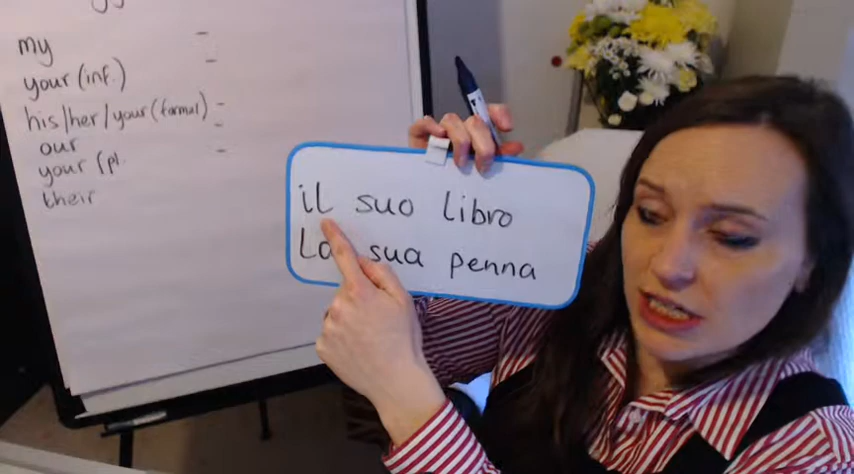 my
your (inf.)
his/her/your (formal)
our
your (pl.
their
il suo libro
La sua penna